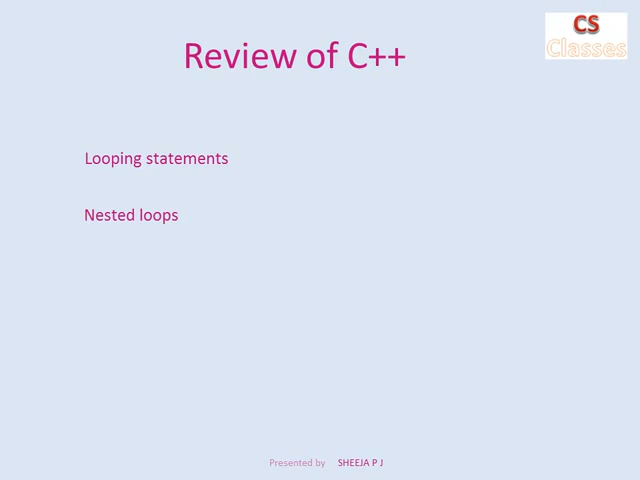 CS
Classes
Review of C++
Looping statements
Nested loops
Presented by SHEEJA P J